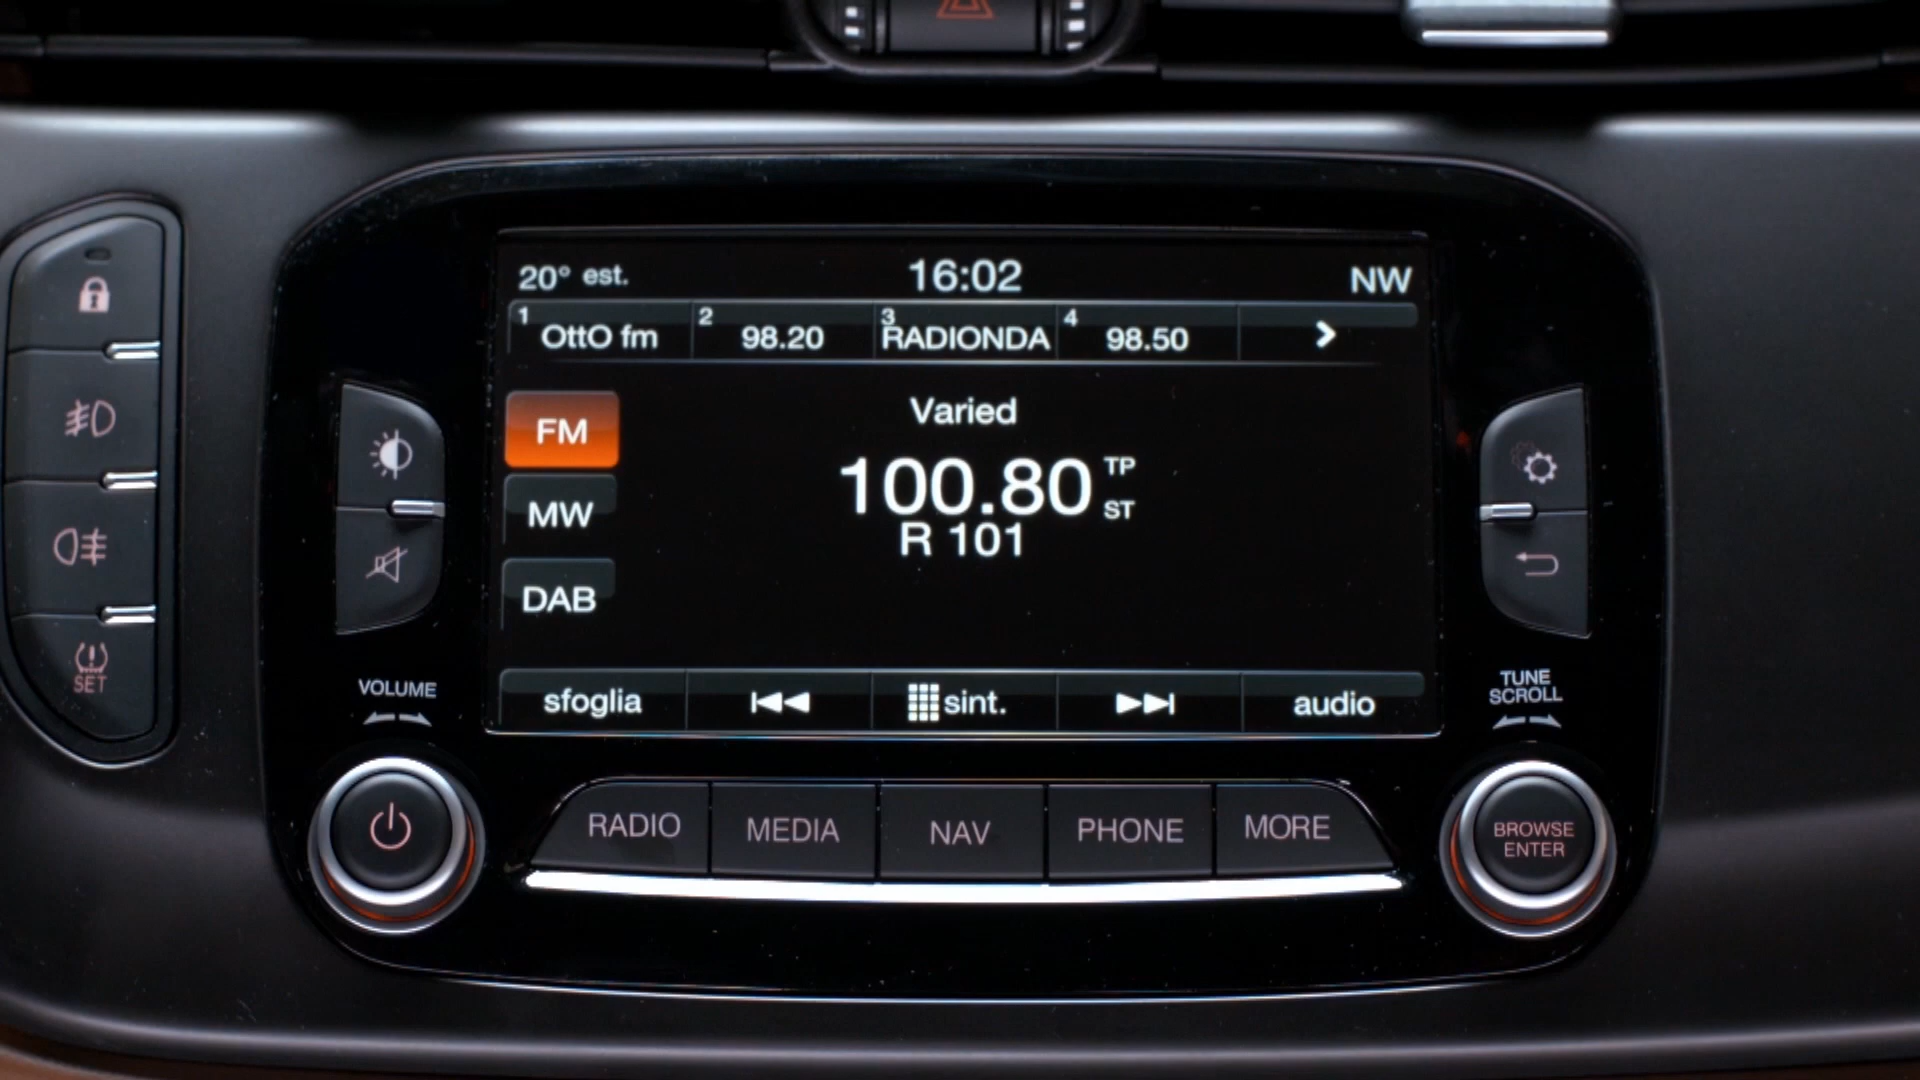 20° est. 16:02 NW
1 OttO fm 2 98.20 3 RADIONDA 4 98.50
FM
MW
DAB
Varied
100.80 TP ST
R 101
sfoglia sint. audio
SET
VOLUME
TUNE
SCROLL
RADIO MEDIA NAV PHONE MORE
BROWSE
ENTER